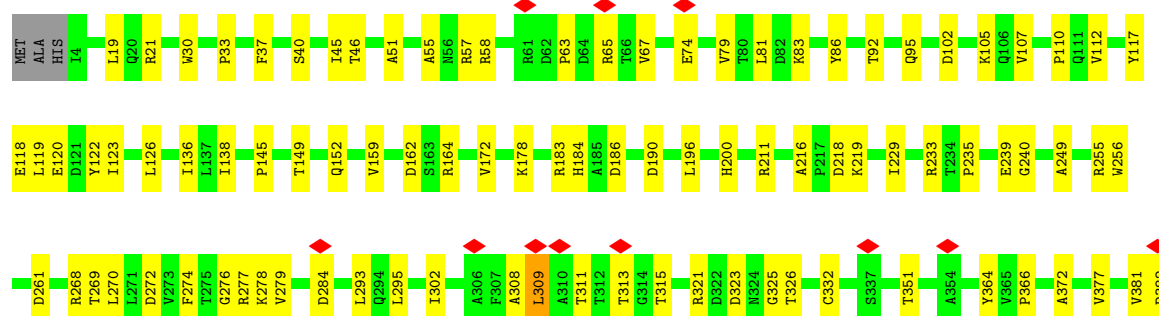 MET ALA HIS I4 L19 Q20 R21 W30 P33 F37 S40 I45 T46 A51 A55 N56 R57 R58 R61 D62 P63 D64 R65 T66 V67 E74 V79 T80 L81 D82 K83 Y86 T92 Q95 D102 K105 Q106 V107 P110 Q111 V112 Y117
E118 L119 E120 D121 Y122 I123 L126 I136 L137 I138 P145 T149 Q152 V159 D162 S163 R164 V172 K178 R183 H184 A185 D186 D190 L196 H200 R211 A216 P217 D218 K219 I229 R233 T234 P235 E239 G240 A249 R255 W256
D261 R268 T269 L270 L271 D272 V273 F274 T275 G276 R277 K278 V279 D284 L293 Q294 L295 I302 A306 F307 A308 L309 A310 T311 T312 T313 G314 T315 R321 D322 D323 N324 G325 T326 C332 S337 T351 A354 Y364 V365 P366 A372 V377 V381